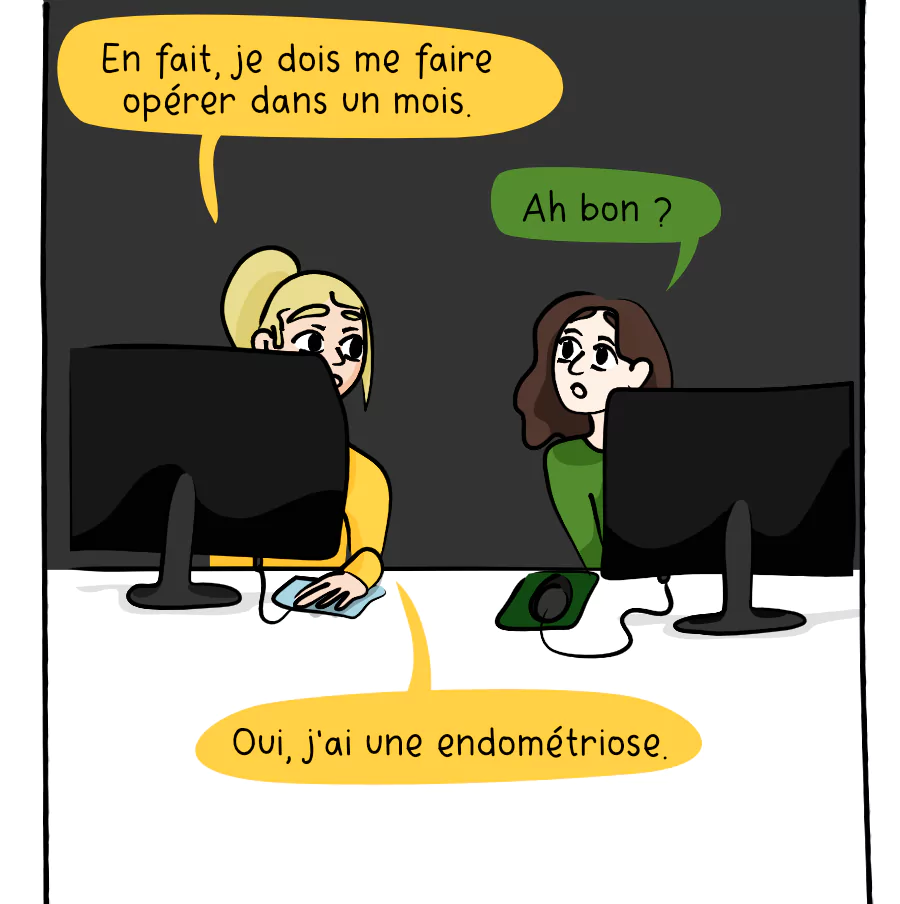 En fait, je dois me faire
opérer dans un mois.
Ah bon ?
Oui, j'ai une endométriose.